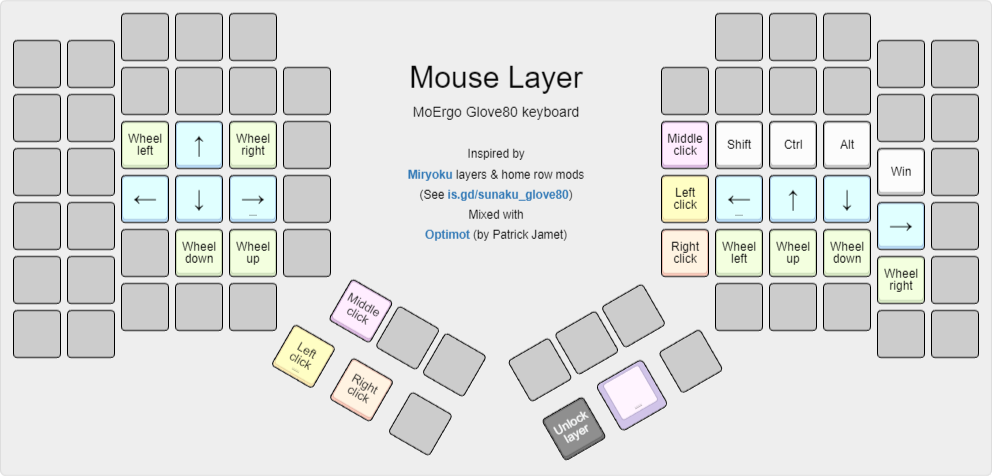 Mouse Layer
MoErgo Glove80 keyboard
Inspired by
Miryoku layers & home row mods
(See is.gd/sunaku_glove80)
Mixed with
Optimot (by Patrick Jamet)
Wheel
left
↑
Wheel
right
←
↓
→
Wheel
down
Wheel
up
Middle
click
Left
click
Right
click
Middle
click
Shift
Ctrl
Alt
Win
Left
click
←
↑
↓
→
Right
click
Wheel
left
Wheel
up
Wheel
down
Wheel
right
Unlock
layer